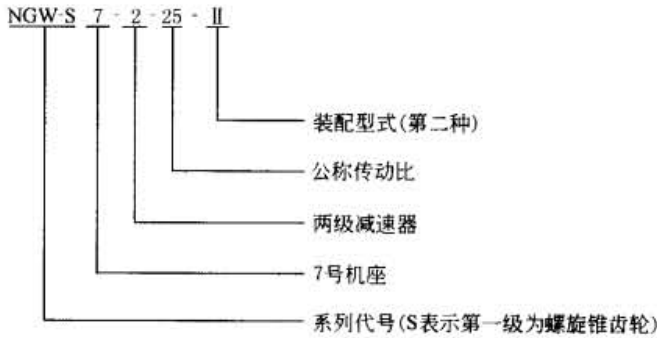 NGW-S 7 - 2 - 25 - Ⅱ
装配型式(第二种)
公称传动比
两级减速器
7号机座
系列代号(S表示第一级为螺旋锥齿轮)